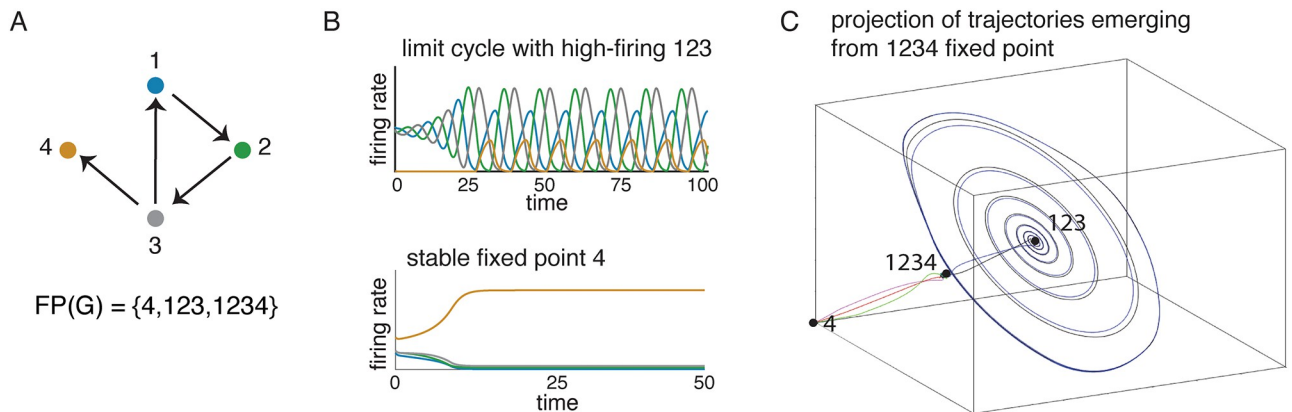 A
1
4
2
3
FP(G) = {4,123,1234}
B
limit cycle with high-firing 123
firing rate
0 25 50 75 100
time
stable fixed point 4
firing rate
0 25 50
time
C
projection of trajectories emerging
from 1234 fixed point
123
1234
4